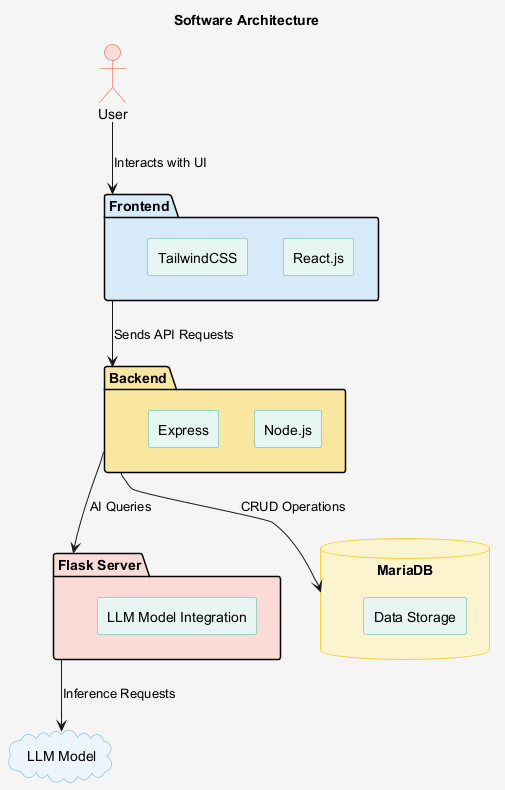 Software Architecture
User
Interacts with UI
Frontend
TailwindCSS
React.js
Sends API Requests
Backend
Express
Node.js
AI Queries
CRUD Operations
Flask Server
LLM Model Integration
MariaDB
Data Storage
Inference Requests
LLM Model